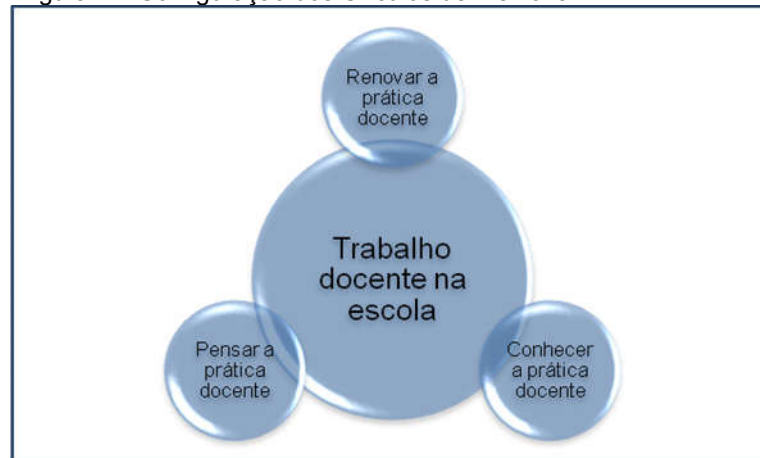 Renovar a
prática
docente
Trabalho
docente na
escola
Pensar a
prática
docente
Conhecer
a prática
docente